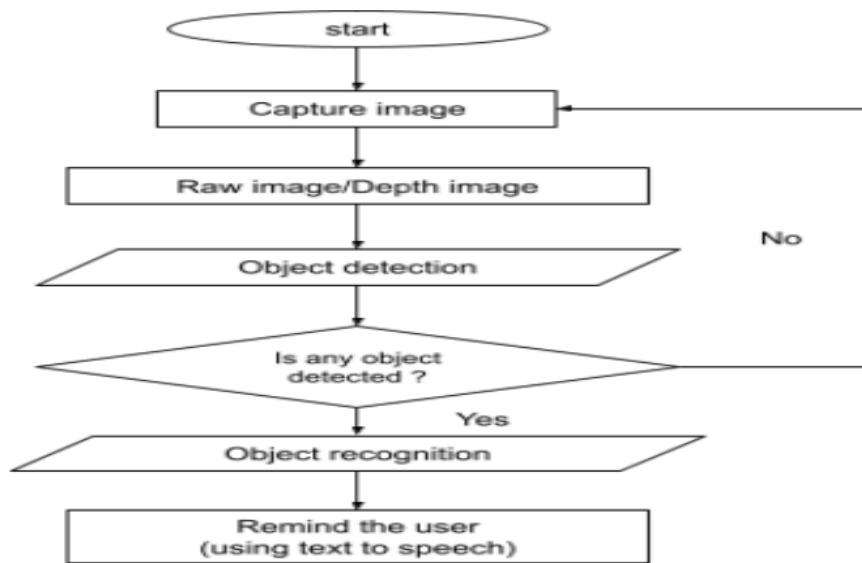 start
Capture image
Raw image/Depth image
No
Object detection
Is any object
detected ?
Yes
Object recognition
Remind the user
(using text to speech)